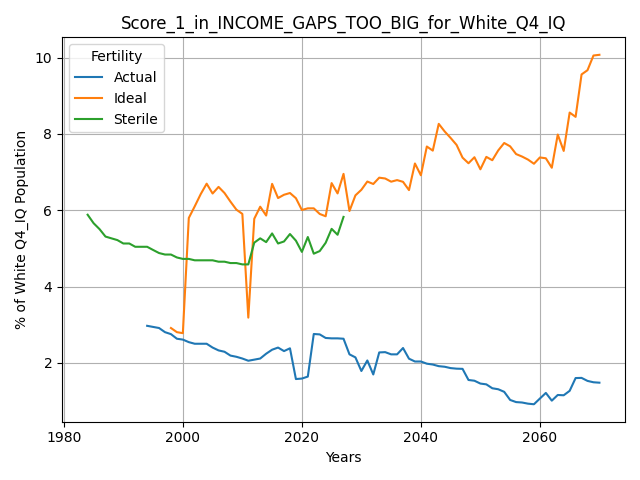 Score_1_in_INCOME_GAPS_TOO_BIG_for_White_Q4_IQ
Fertility
Actual
Ideal
Sterile
% of White Q4_IQ Population
10
8
6
4
2
1980
2000
2020
2040
2060
Years